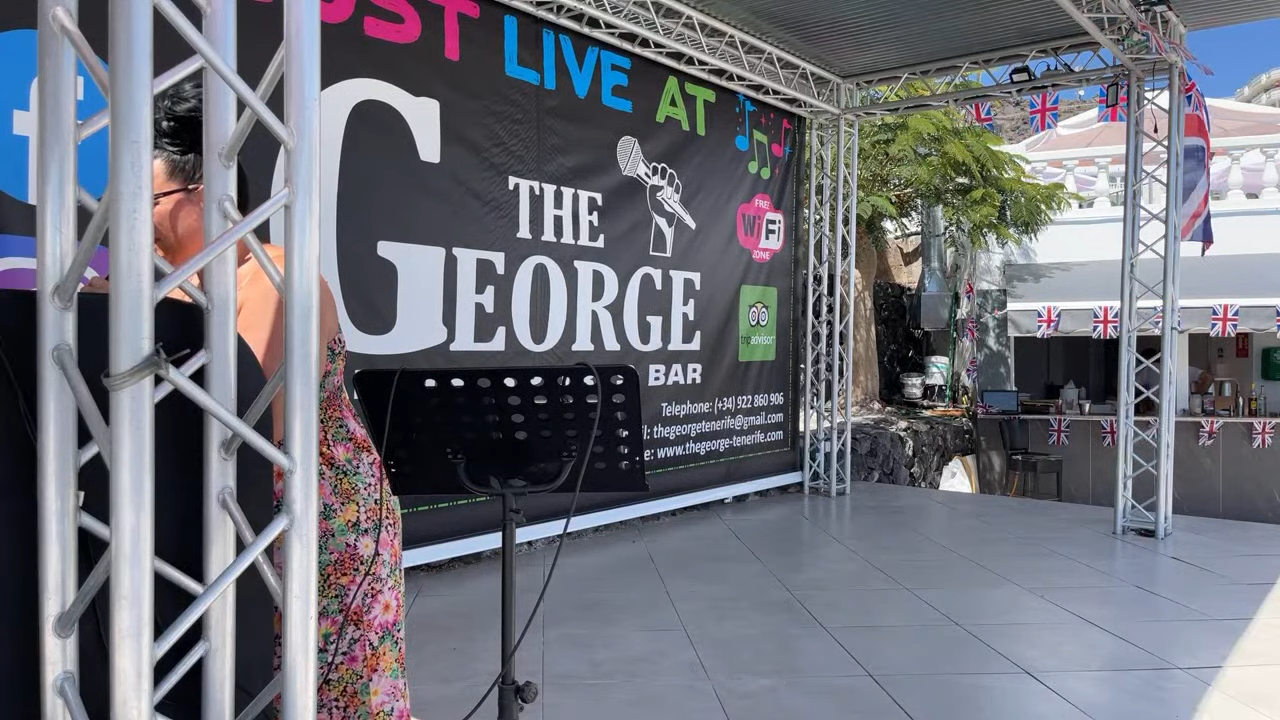 UST LIVE AT
THE
GEORGE
BAR
FREE
WiFi
ZONE
tripadvisor
Telephone: (+34) 922 860 906
l: thegeorgetenerife@gmail.com
e: www.thegeorge-tenerife.com